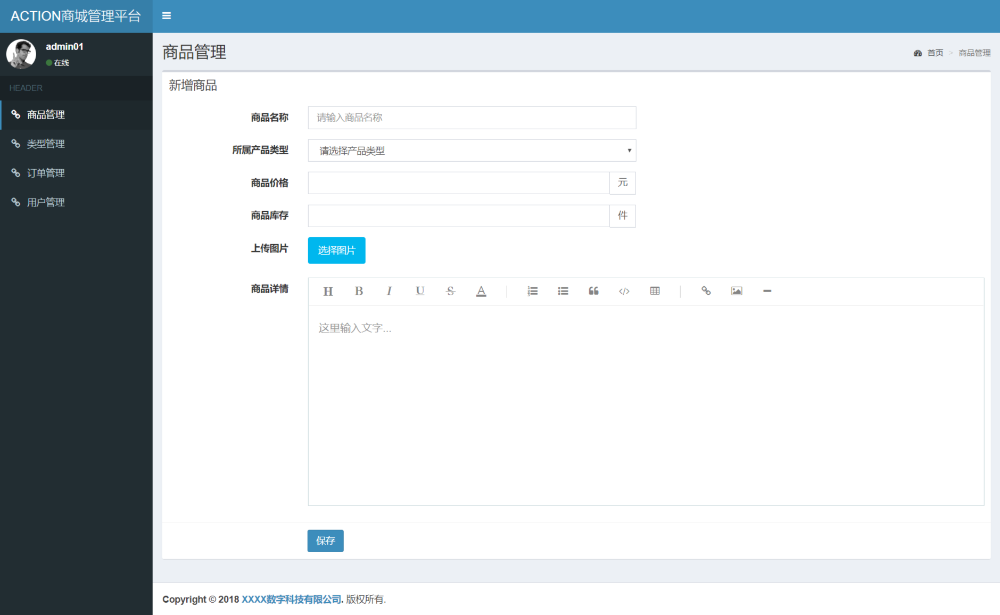 ACTION商城管理平台
admin01
在线
HEADER
商品管理
类型管理
订单管理
用户管理
商品管理
首页 > 商品管理
新增商品
商品名称 请输入商品名称
所属产品类型 请选择产品类型
商品价格 元
商品库存 件
上传图片 选择图片
商品详情 H B I U S A
这里输入文字...
保存
Copyright © 2018 XXXX数字科技有限公司. 版权所有.